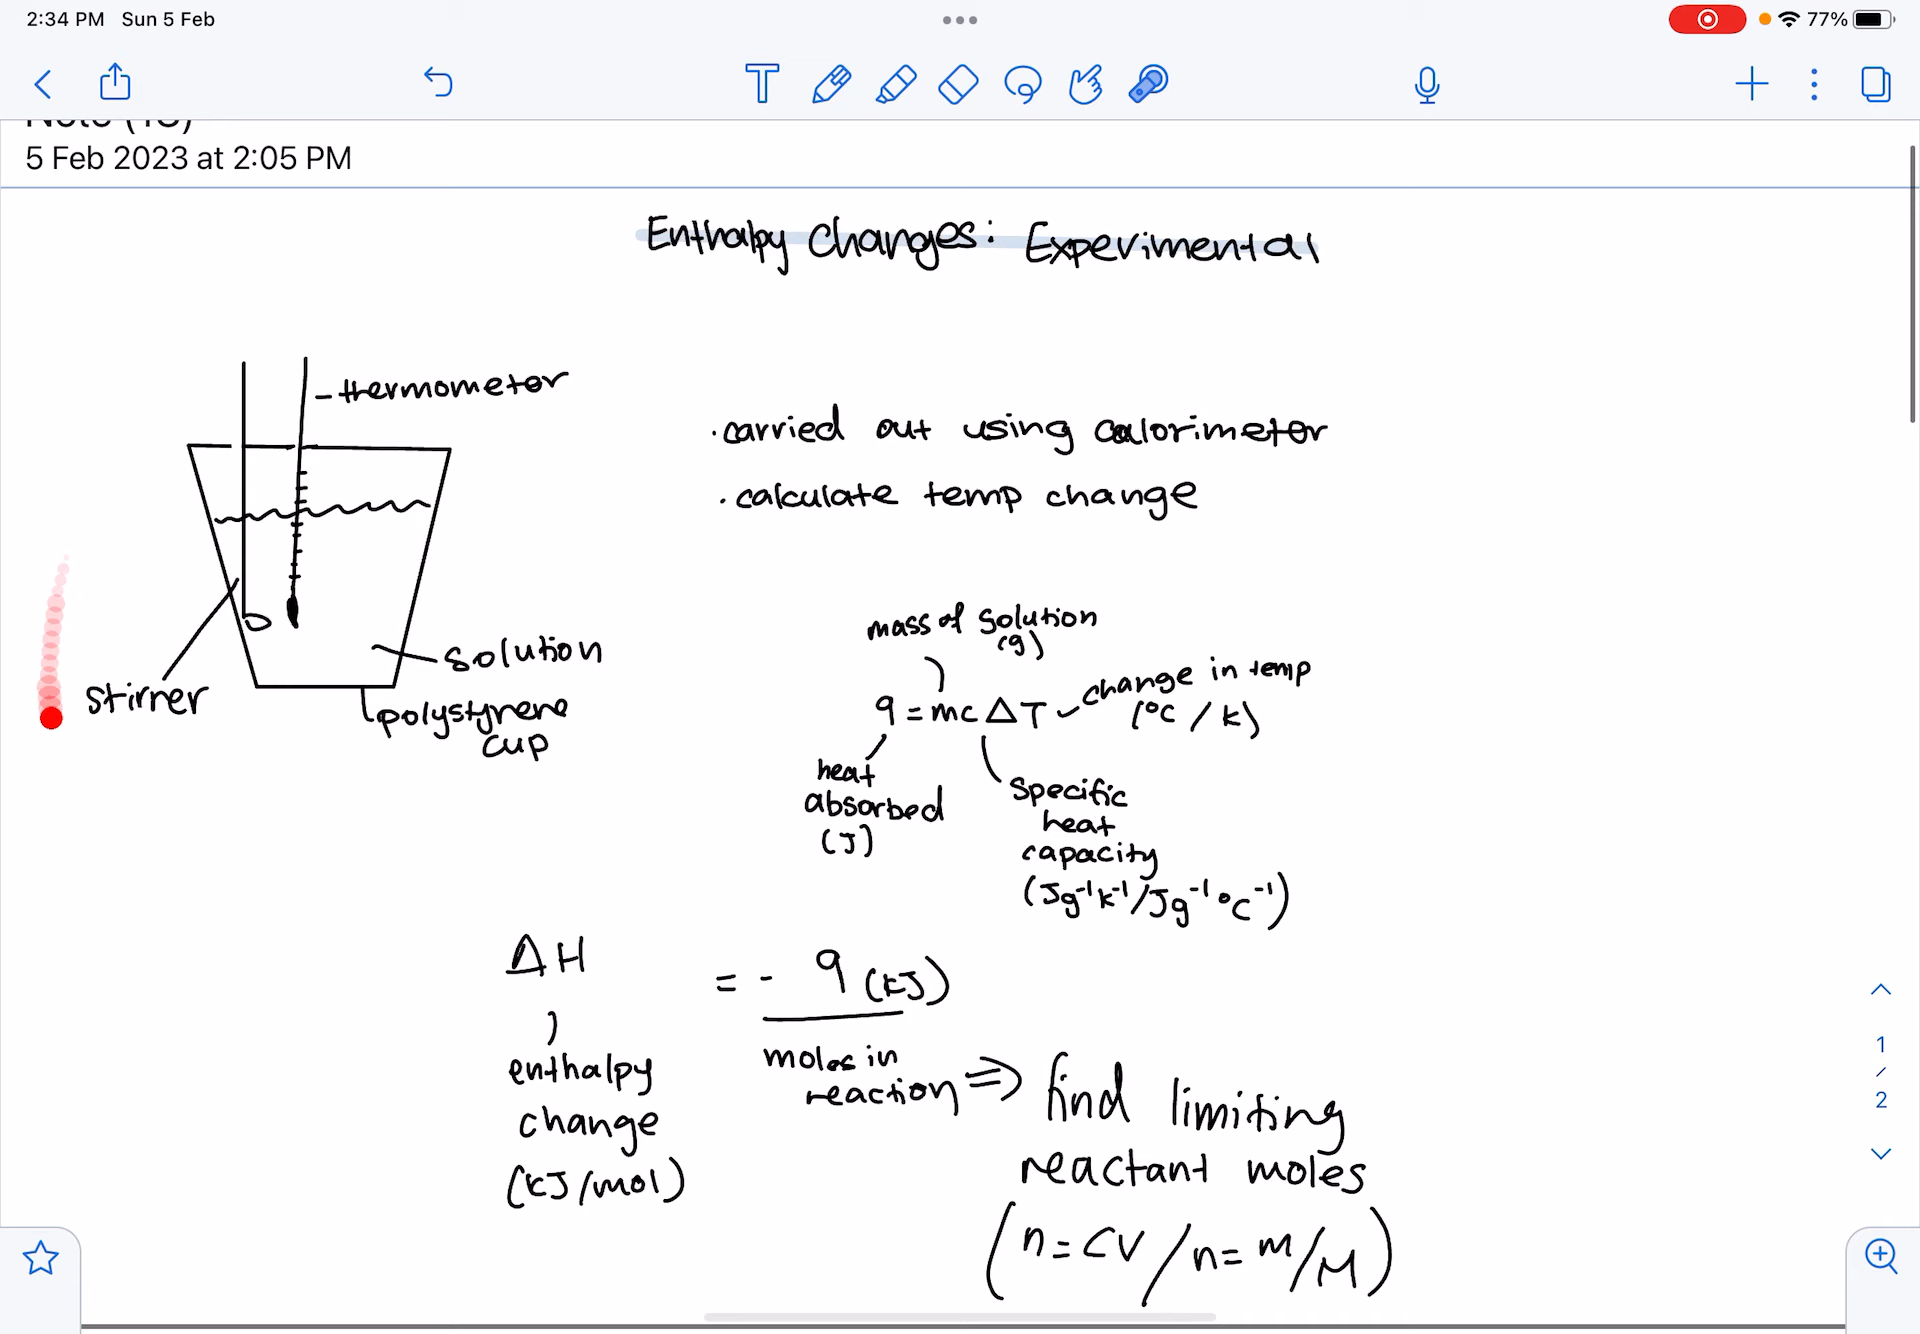 2:34 PM Sun 5 Feb
77%
T
5 Feb 2023 at 2:05 PM
Enthalpy Changes: Experimental
- thermometer
stirrer
solution
polystyrene
cup
· carried out using calorimeter
· calculate temp change
mass of solution
(g)
q = mc ΔT
change in temp
(°C / K)
heat
absorbed
(J)
specific
heat
capacity
(Jg⁻¹K⁻¹/Jg⁻¹°C⁻¹)
ΔH = - q (kJ)
enthalpy
change
(kJ/mol)
moles in
reaction ⇒ find limiting
reactant moles
(n = CV / n = m/M)
1
/
2